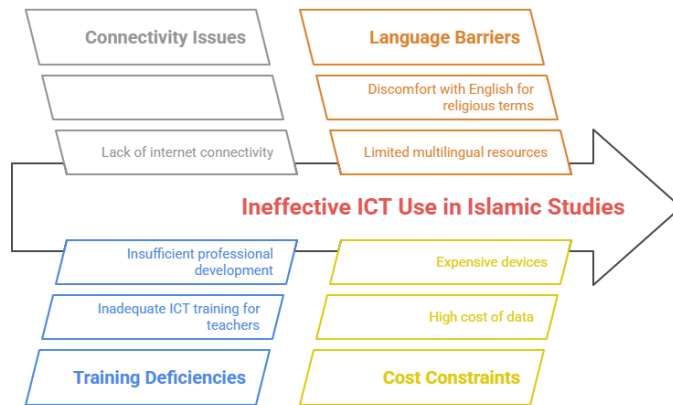 Connectivity Issues
Language Barriers
Discomfort with English for
religious terms
Lack of internet connectivity
Limited multilingual resources
Ineffective ICT Use in Islamic Studies
Insufficient professional
development
Expensive devices
Inadequate ICT training for
teachers
High cost of data
Training Deficiencies
Cost Constraints